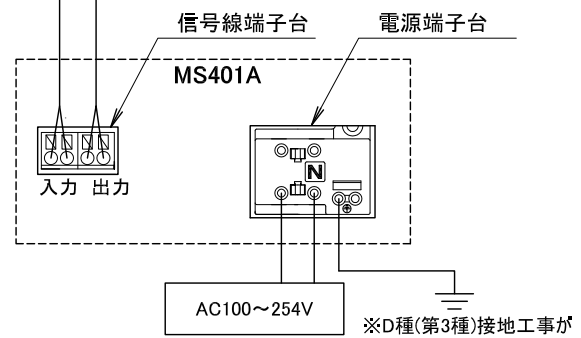 信号線端子台
電源端子台
MS401A
N
入力 出力
AC100～254V
※D種(第3種)接地工事が